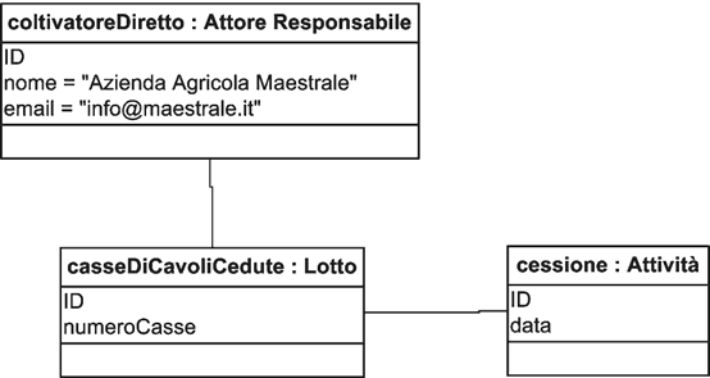 coltivatoreDiretto : Attore Responsabile
ID
nome = "Azienda Agricola Maestrale"
email = "info@maestrale.it"
casseDiCavoliCedute : Lotto
ID
numeroCasse
cessione : Attività
ID
data